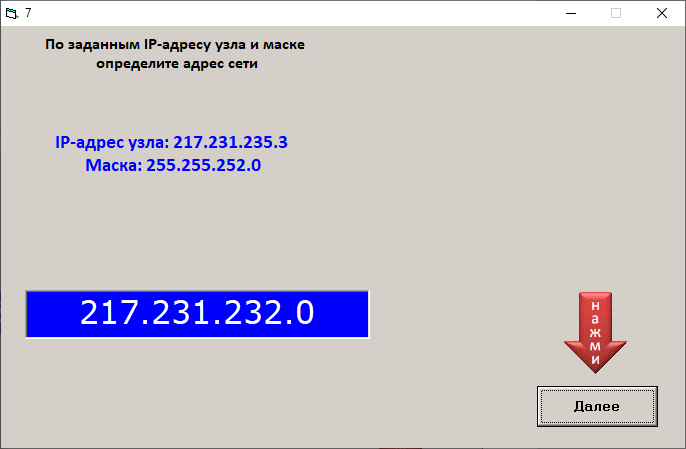 7
По заданным IP-адресу узла и маске
определите адрес сети
IP-адрес узла: 217.231.235.3
Маска: 255.255.252.0
217.231.232.0
нажми
Далее